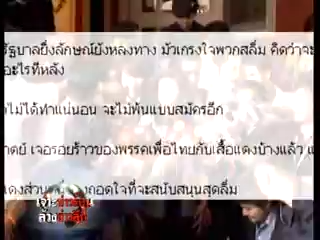 รัฐบาลยิ่งลักษณ์ยังหลงทาง มัวเกรงใจพวกสลิ่ม คิดว่าจะ
อะไรทีหลัง
ไม่ได้ทำแน่นอน จะไม่พ้นแบบสมัครอีก
เจอรอยร้าวของพรรคเพื่อไทยกับเสื้อแดงบ้างแล้ว
แดงส่วน
ถอดใจที่จะสนับสนุนสุดลิ่ม
เจาะ
ล้วง